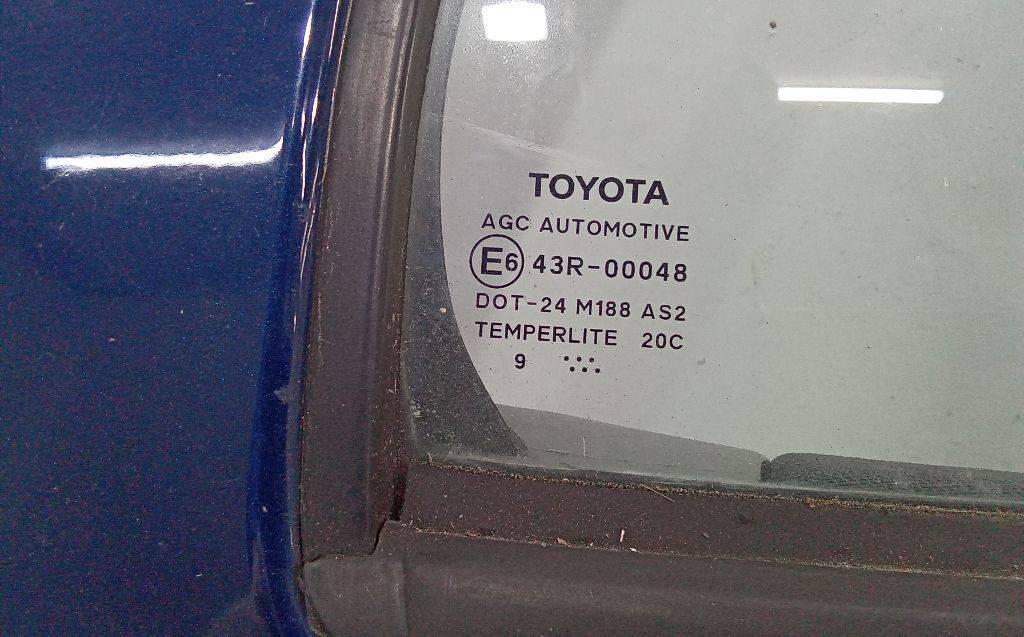 TOYOTA
AGC AUTOMOTIVE
E6 43R-00048
DOT-24 M188 AS2
TEMPERLITE 20C
9